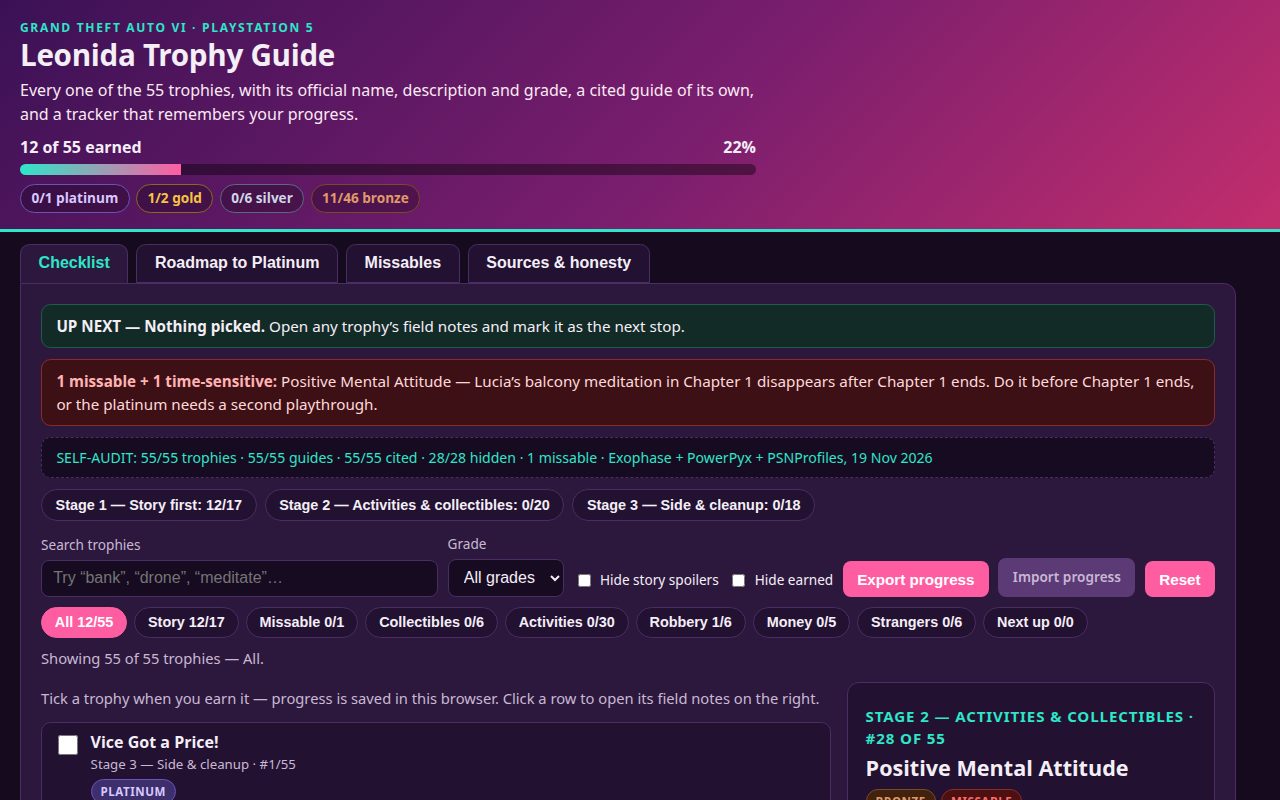 GRAND THEFT AUTO VI · PLAYSTATION 5
Leonida Trophy Guide
Every one of the 55 trophies, with its official name, description and grade, a cited guide of its own,
and a tracker that remembers your progress.
12 of 55 earned 22%
0/1 platinum 1/2 gold 0/6 silver 11/46 bronze
Checklist Roadmap to Platinum Missables Sources & honesty
UP NEXT — Nothing picked. Open any trophy’s field notes and mark it as the next stop.
1 missable + 1 time-sensitive: Positive Mental Attitude — Lucia’s balcony meditation in Chapter 1 disappears after Chapter 1 ends. Do it before Chapter 1 ends,
or the platinum needs a second playthrough.
SELF-AUDIT: 55/55 trophies · 55/55 guides · 55/55 cited · 28/28 hidden · 1 missable · Exophase + PowerPyx + PSNProfiles, 19 Nov 2026
Stage 1 — Story first: 12/17 Stage 2 — Activities & collectibles: 0/20 Stage 3 — Side & cleanup: 0/18
Search trophies Grade
Try “bank”, “drone”, “meditate”… All grades Hide story spoilers Hide earned Export progress Import progress Reset
All 12/55 Story 12/17 Missable 0/1 Collectibles 0/6 Activities 0/30 Robbery 1/6 Money 0/5 Strangers 0/6 Next up 0/0
Showing 55 of 55 trophies — All.
Tick a trophy when you earn it — progress is saved in this browser. Click a row to open its field notes on the right.
Vice Got a Price!
Stage 3 — Side & cleanup · #1/55
PLATINUM
STAGE 2 — ACTIVITIES & COLLECTIBLES ·
#28 OF 55
Positive Mental Attitude
BRONZE MISSABLE